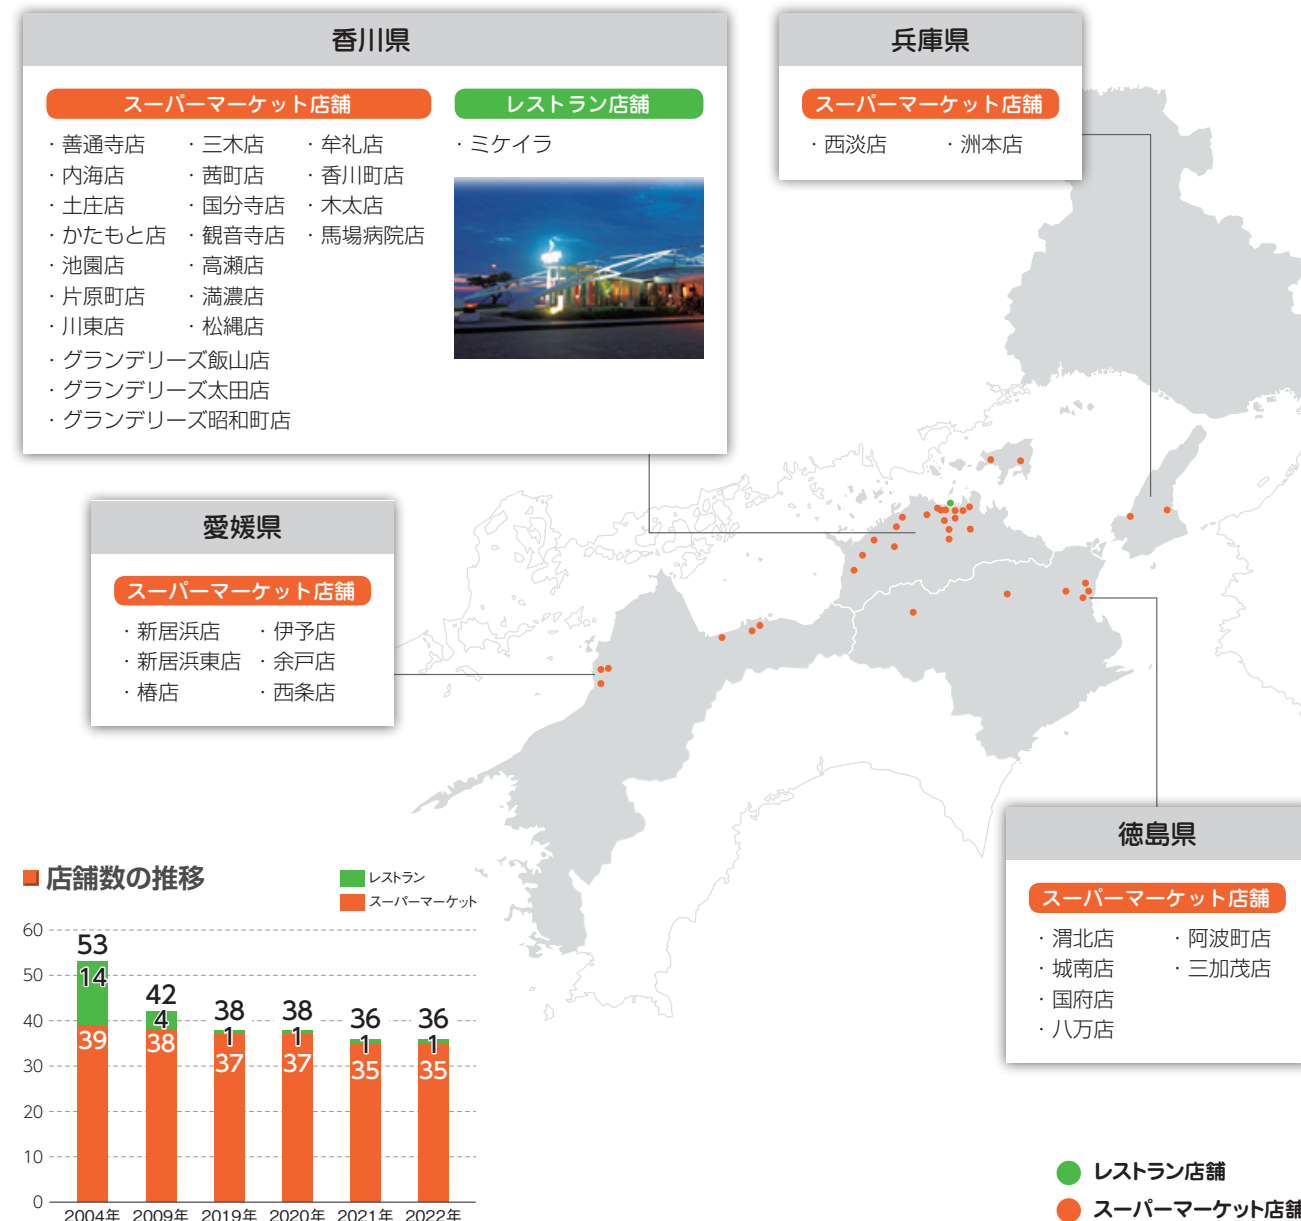 香川県
スーパーマーケット店舗
レストラン店舗
・善通寺店 ・三木店 ・牟礼店
・ミケイラ
・内海店 ・茜町店 ・香川町店
・土庄店 ・国分寺店 ・木太店
・かたもと店 ・観音寺店 ・馬場病院店
・池園店 ・高瀬店
・片原町店 ・満濃店
・川東店 ・松縄店
・グランデリーズ飯山店
・グランデリーズ太田店
・グランデリーズ昭和町店
兵庫県
スーパーマーケット店舗
・西淡店 ・洲本店
愛媛県
スーパーマーケット店舗
・新居浜店 ・伊予店
・新居浜東店 ・余戸店
・椿店 ・西条店
徳島県
スーパーマーケット店舗
・渭北店 ・阿波町店
・城南店 ・三加茂店
・国府店
・八万店
店舗数の推移
レストラン
スーパーマーケット
60
50
40
30
20
10
0
53 42 38 38 36 36
14 4 1 1 1 1
39 38 37 37 35 35
2004年 2009年 2019年 2020年 2021年 2022年
レストラン店舗
スーパーマーケット店舗